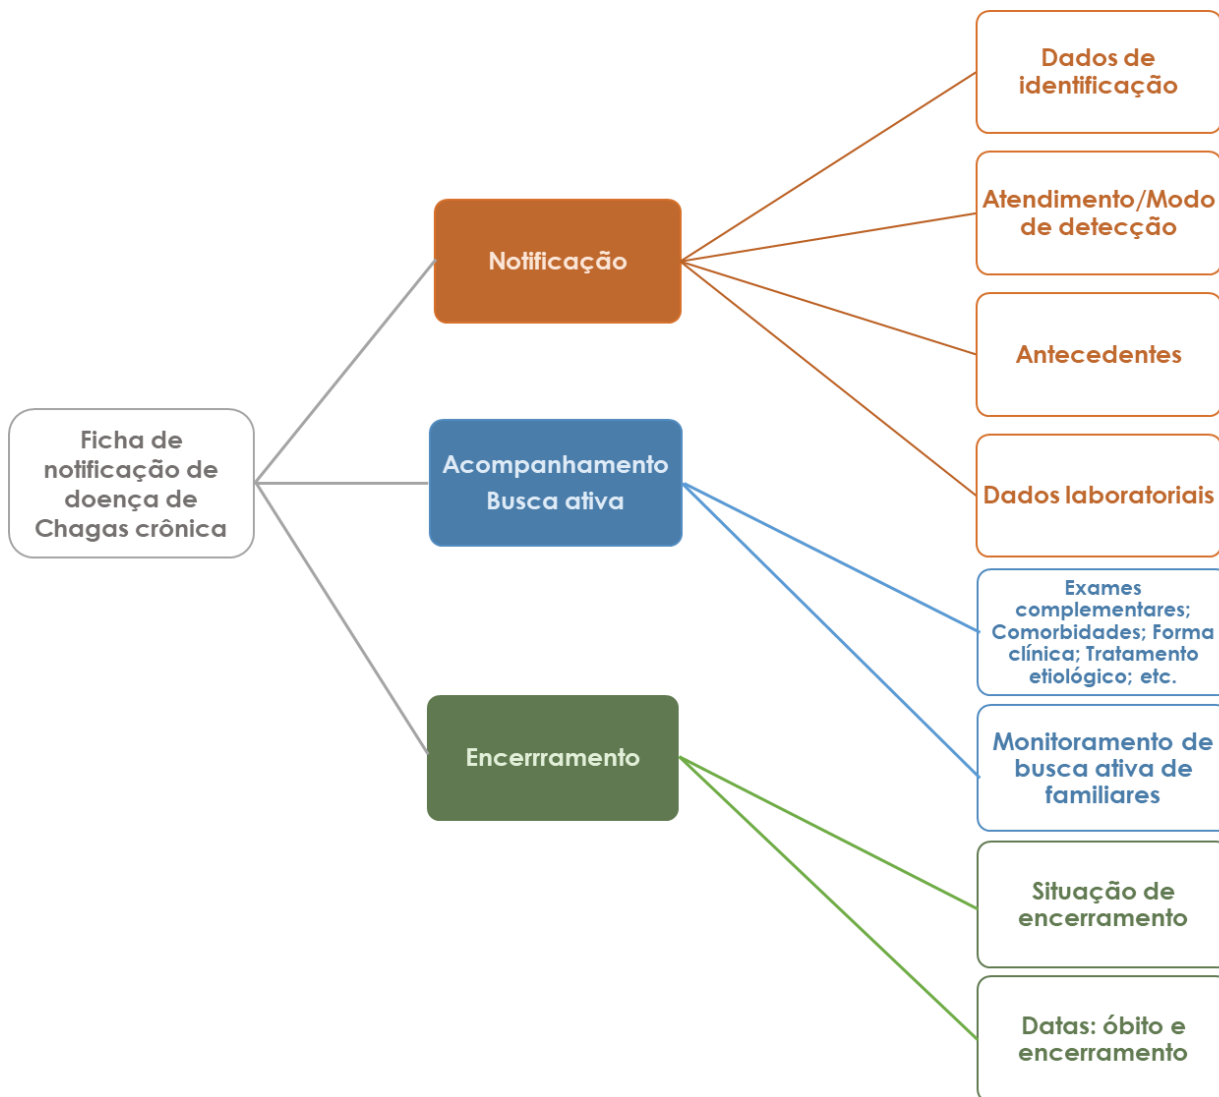 Ficha de
notificação de
doença de
Chagas crônica
Notificação
Dados de
identificação
Atendimento/Modo
de detecção
Antecedentes
Dados laboratoriais
Acompanhamento
Busca ativa
Exames
complementares;
Comorbidades; Forma
clínica; Tratamento
etiológico; etc.
Monitoramento de
busca ativa de
familiares
Encerrramento
Situação de
encerramento
Datas: óbito e
encerramento